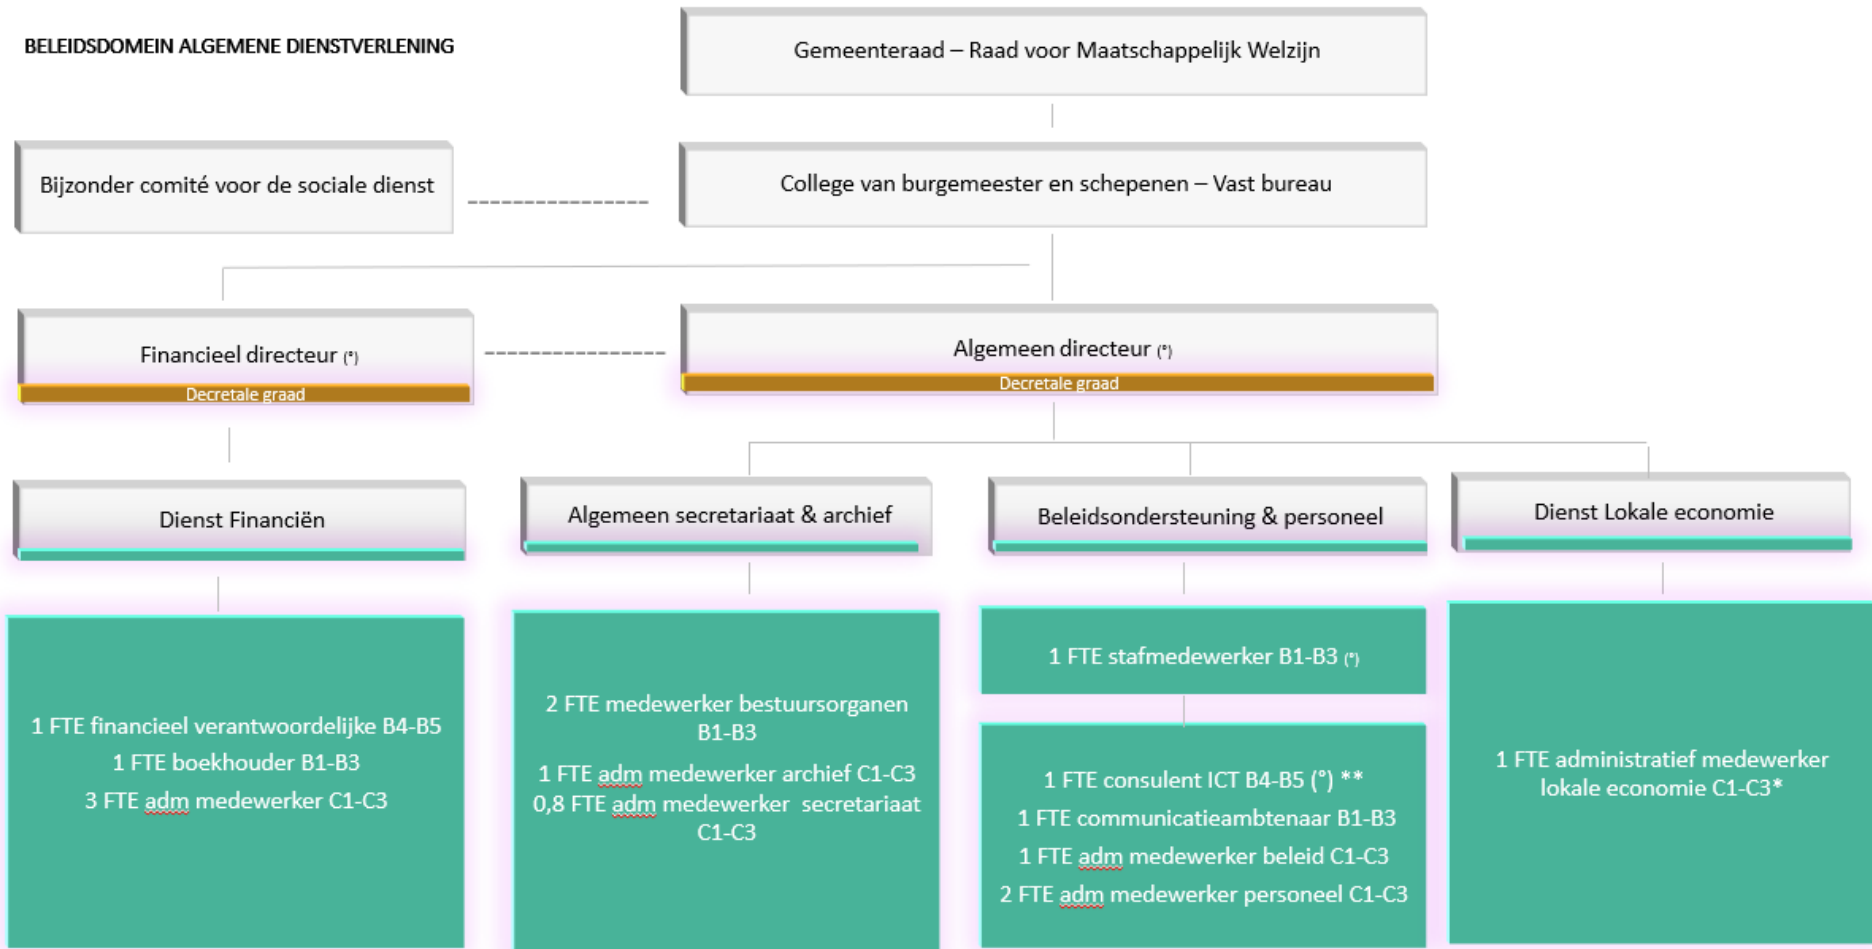 BELEIDSDOMEIN ALGEMENE DIENSTVERLENING
Gemeenteraad – Raad voor Maatschappelijk Welzijn
Bijzonder comité voor de sociale dienst
College van burgemeester en schepenen – Vast bureau
Financieel directeur (°)
Decretale graad
Algemeen directeur (°)
Decretale graad
Dienst Financiën
Algemeen secretariaat & archief
Beleidsondersteuning & personeel
Dienst Lokale economie
1 FTE financieel verantwoordelijke B4-B5
1 FTE boekhouder B1-B3
3 FTE adm medewerker C1-C3
2 FTE medewerker bestuursorganen
B1-B3
1 FTE adm medewerker archief C1-C3
0,8 FTE adm medewerker secretariaat
C1-C3
1 FTE stafmedewerker B1-B3 (°)
1 FTE consulent ICT B4-B5 (°) **
1 FTE communicatieambtenaar B1-B3
1 FTE adm medewerker beleid C1-C3
2 FTE adm medewerker personeel C1-C3
1 FTE administratief medewerker
lokale economie C1-C3*